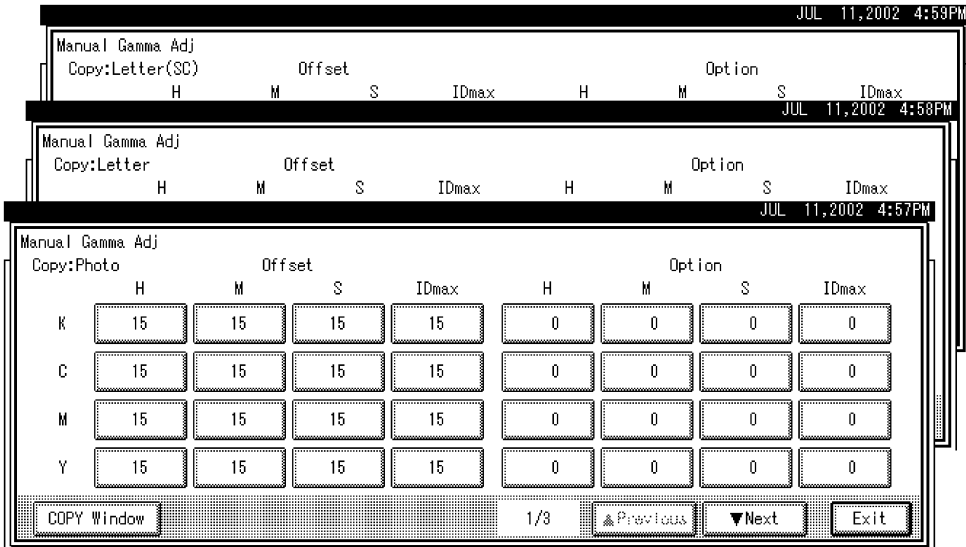 JUL 11,2002 4:59PM
Manual Gamma Adj
Copy:Letter(SC) Offset Option
H M S IDmax H M S IDmax
JUL 11,2002 4:58PM
Manual Gamma Adj
Copy:Letter Offset Option
H M S IDmax H M S IDmax
JUL 11,2002 4:57PM
Manual Gamma Adj
Copy:Photo Offset Option
H M S IDmax H M S IDmax
K 15 15 15 15 0 0 0 0
C 15 15 15 15 0 0 0 0
M 15 15 15 15 0 0 0 0
Y 15 15 15 15 0 0 0 0
COPY Window 1/3 ▲Previous ▼Next Exit